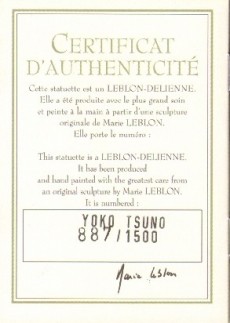 CERTIFICAT
D'AUTHENTICITÉ
Cette statuette est un LEBLON-DELIENNE.
Elle a été produite avec le plus grand soin
et peinte à la main à partir d'une sculpture
originale de Marie LEBLON.
Elle porte le numéro :
This statuette is a LEBLON-DELIENNE.
It has been produced
and hand painted with the greatest care from
an original sculpture by Marie LEBLON.
It is numbered :
YOKO TSUNO
887/1500
Marie Leblon